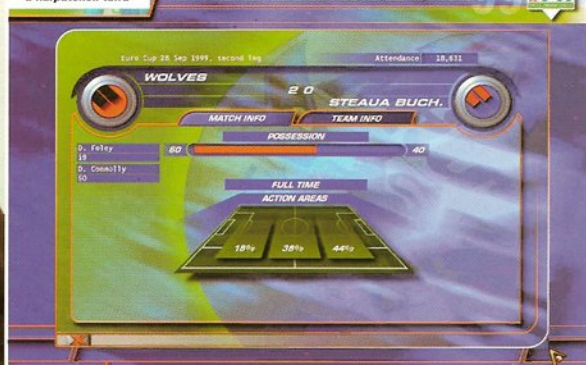 Euro Cup 28 Sep 1999, second leg
Attendance 18,631
WOLVES
2 0
STEAUA BUCH.
MATCH INFO TEAM INFO
POSSESSION
D. Foley
19
60 40
D. Connolly
50
FULL TIME
ACTION AREAS
18% 38% 44%